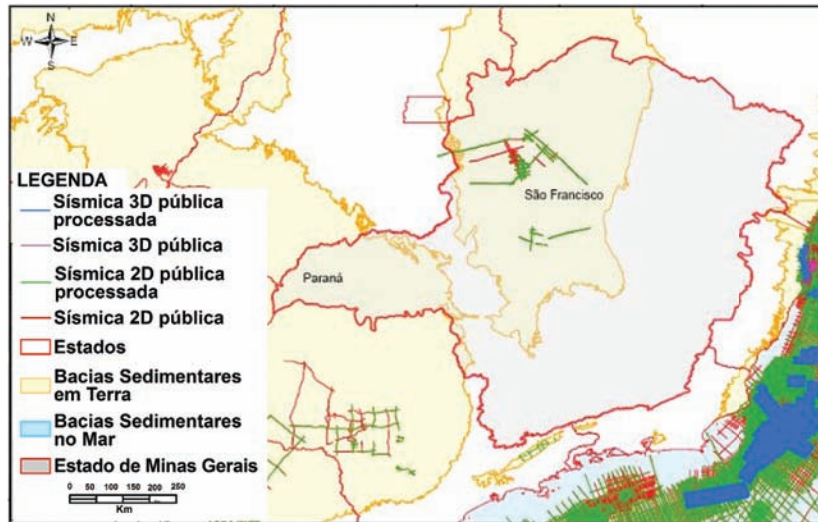 N
W E
S
São Francisco
Paraná
LEGENDA
Sísmica 3D pública
processada
Sísmica 3D pública
Sísmica 2D pública
processada
Sísmica 2D pública
Estados
Bacias Sedimentares
em Terra
Bacias Sedimentares
no Mar
Estado de Minas Gerais
0 50 100 150 200 250
Km